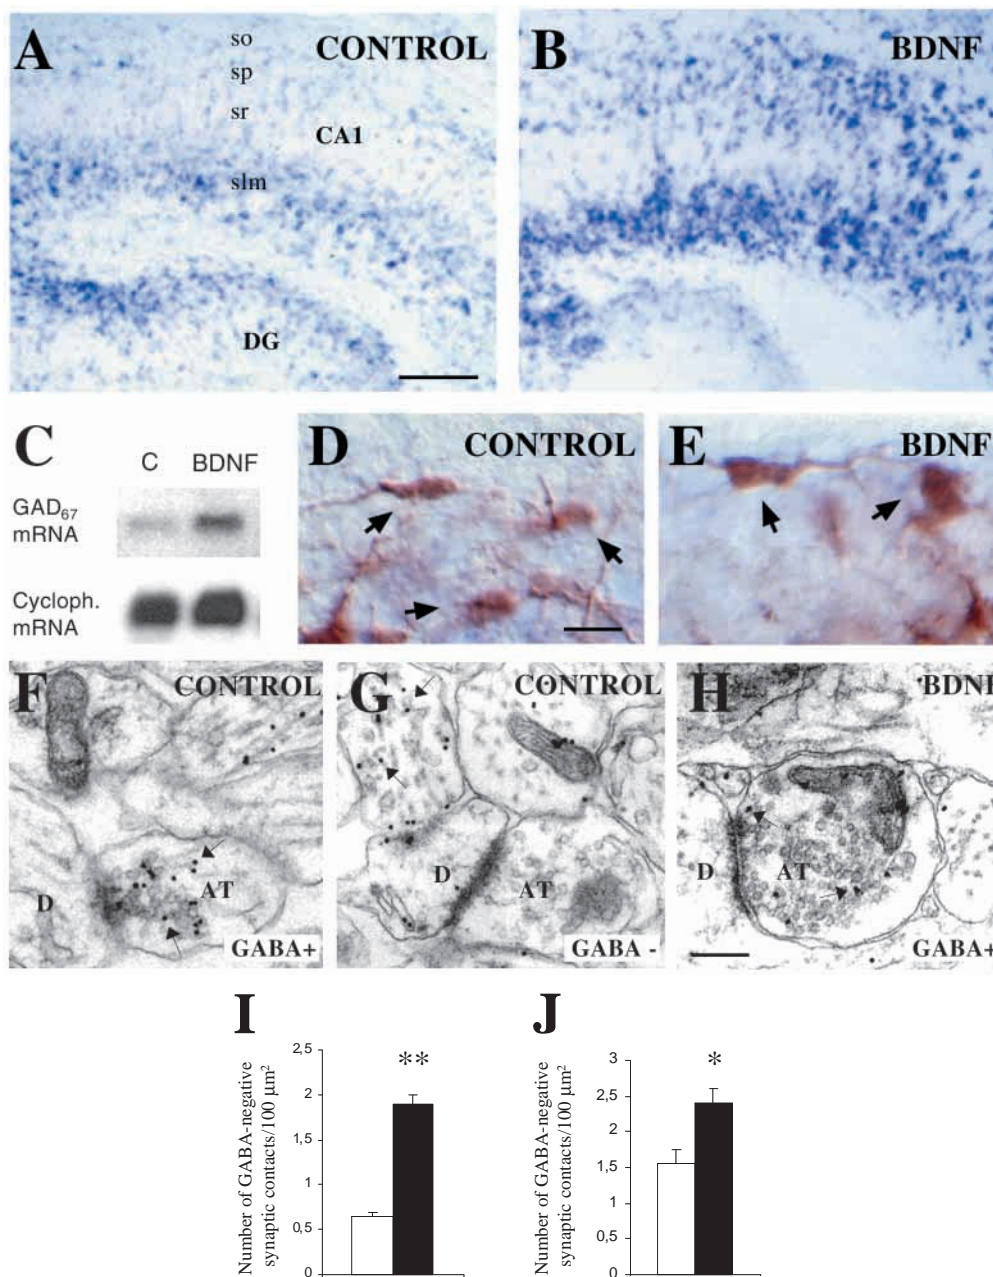 A
so
CONTROL
sp
sr
CA1
slm
DG
B
BDNF
C
C BDNF
GAD67
mRNA
Cycloph.
mRNA
D
CONTROL
E
BDNF
F
CONTROL
D
AT
GABA+
G
CONTROL
D
AT
GABA -
H
BDNF
D
AT
GABA+
I
Number of GABA-negative
synaptic contacts/100 µm²
2,5
2
1,5
1
0,5
0
**
J
Number of GABA-negative
synaptic contacts/100 µm²
3
2,5
2
1,5
1
0,5
0
*